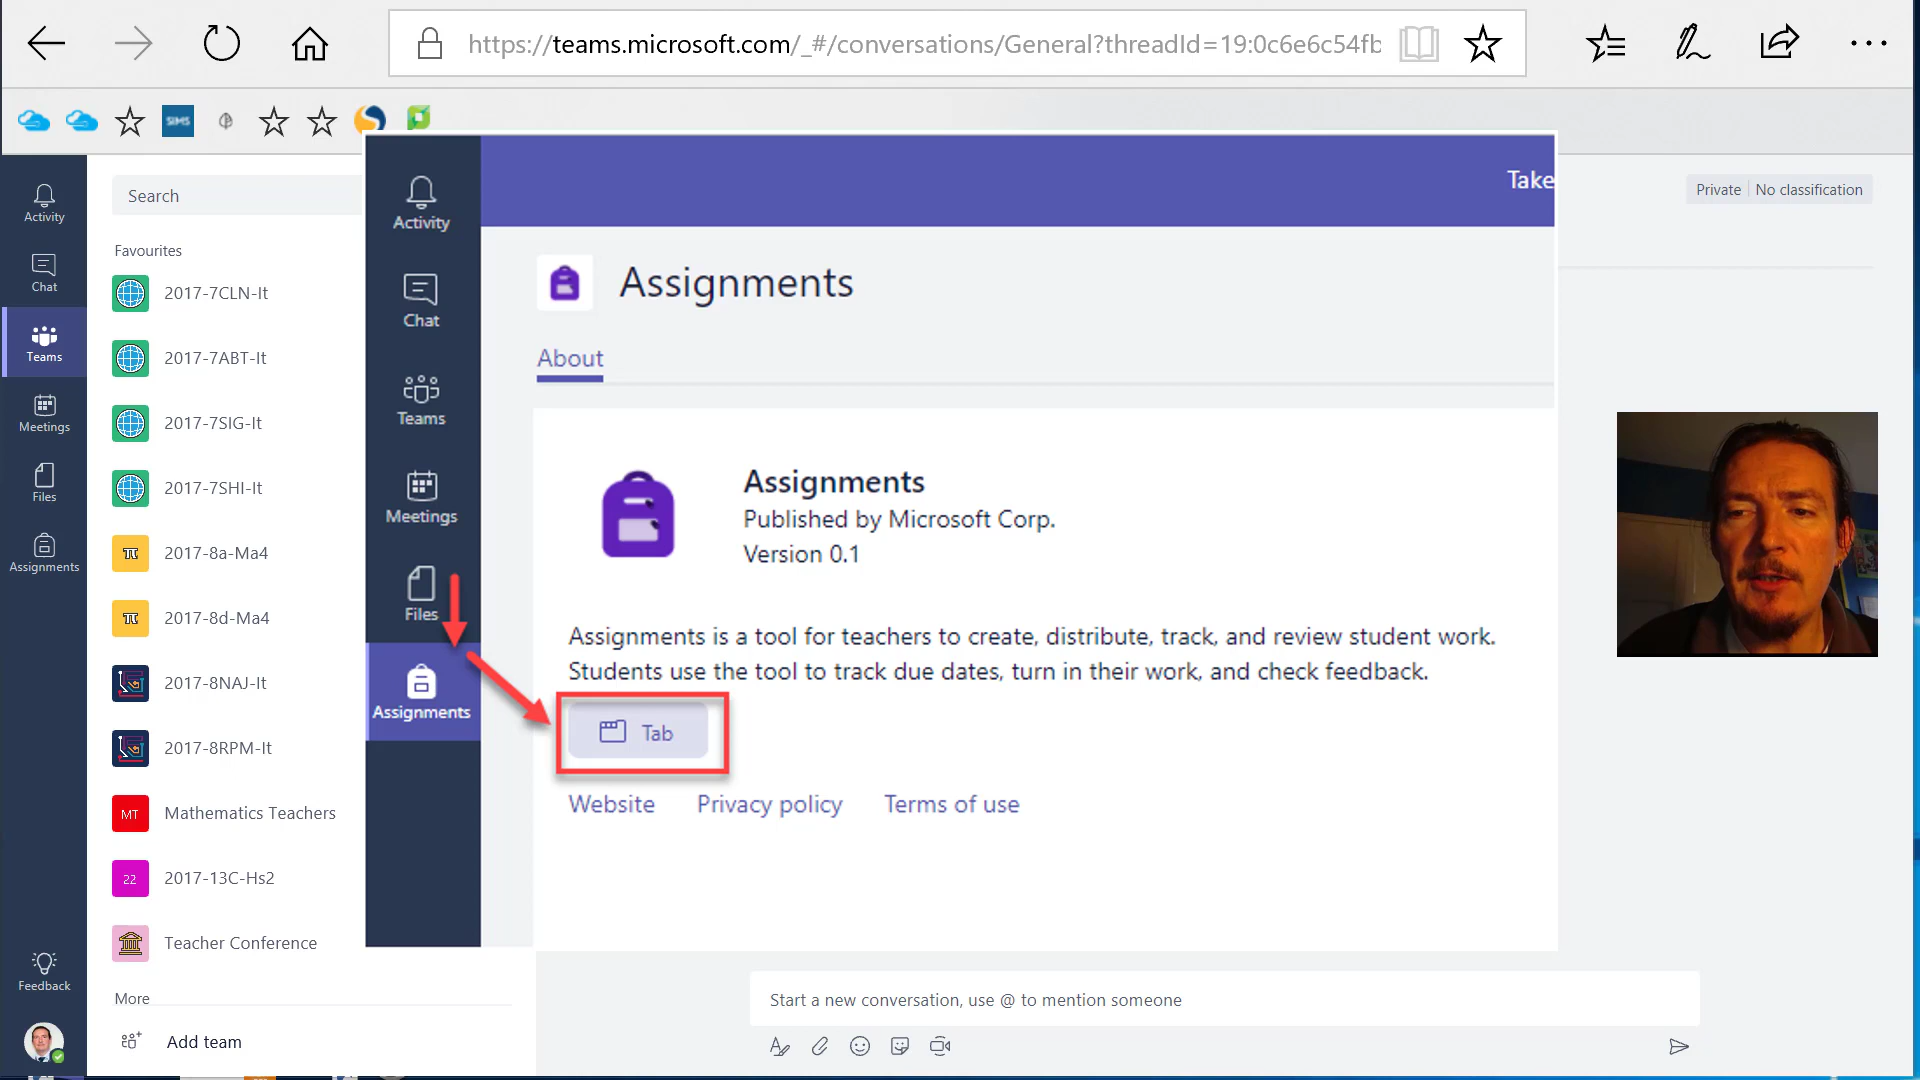 https://teams.microsoft.com/_#/conversations/General?threadId=19:0c6e6c54fb
SIMS
Activity
Chat
Teams
Meetings
Files
Assignments
Feedback
Search
Favourites
2017-7CLN-It
2017-7ABT-It
2017-7SIG-It
2017-7SHI-It
2017-8a-Ma4
2017-8d-Ma4
2017-8NAJ-It
2017-8RPM-It
MT Mathematics Teachers
22 2017-13C-Hs2
Teacher Conference
More
Add team
Activity
Chat
Teams
Meetings
Files
Assignments
Take
Assignments
About
Assignments
Published by Microsoft Corp.
Version 0.1
Assignments is a tool for teachers to create, distribute, track, and review student work.
Students use the tool to track due dates, turn in their work, and check feedback.
Tab
Website Privacy policy Terms of use
Private No classification
Start a new conversation, use @ to mention someone